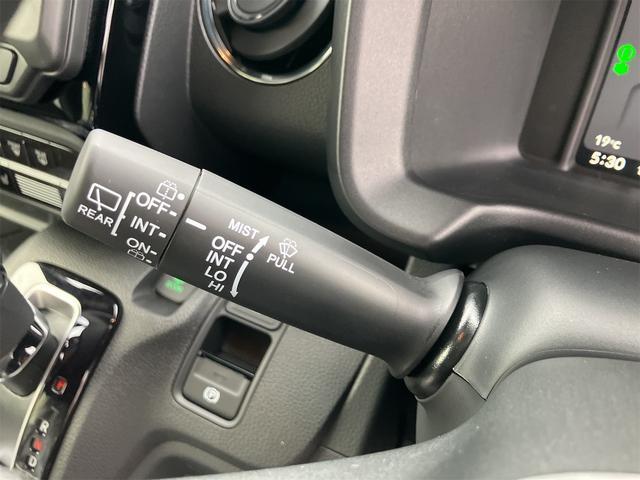 REAR
OFF
INT
ON
MIST
OFF
INT
LO
HI
PULL
19°C
5:30
R
D